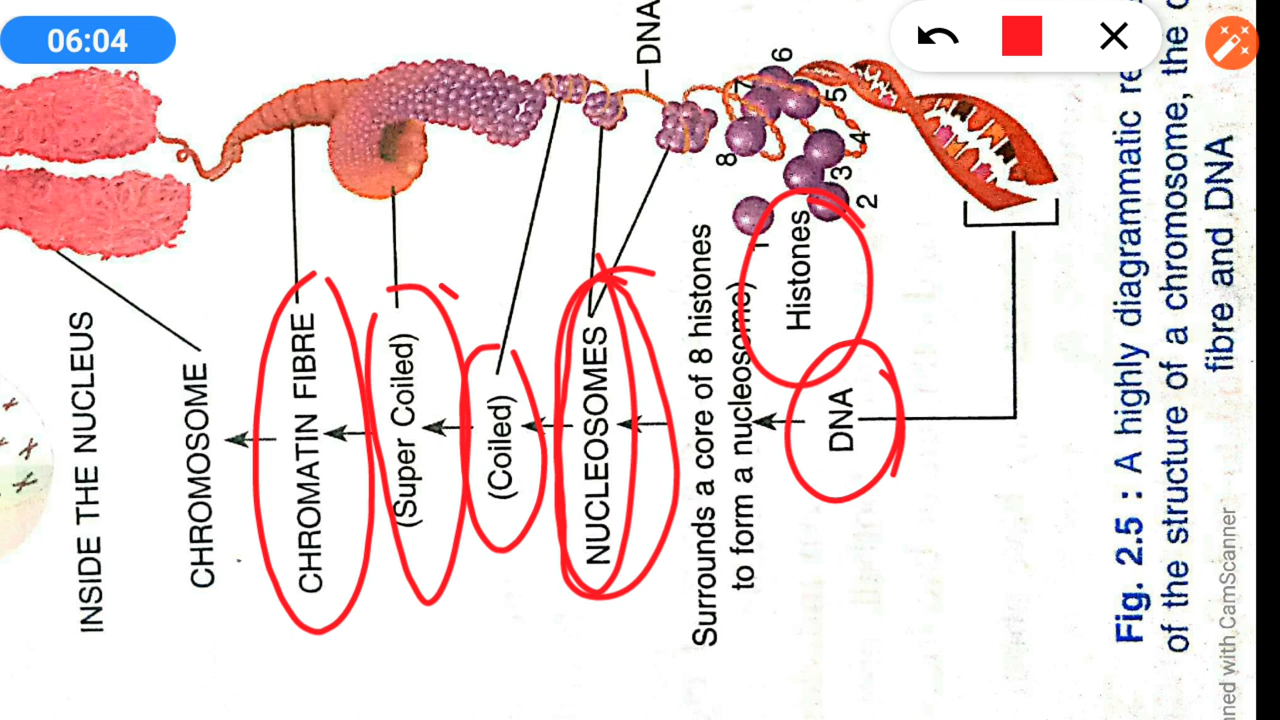 06:04
INSIDE THE NUCLEUS
CHROMOSOME
CHROMATIN FIBRE
(Super Coiled)
(Coiled)
NUCLEOSOMES
DNA
Surrounds a core of 8 histones
to form a nucleosome)
Histones
1
2
3
4
5
6
7
8
DNA
Fig. 2.5 : A highly diagrammatic
of the structure of a chromosome, the
fibre and DNA
with CamScanner